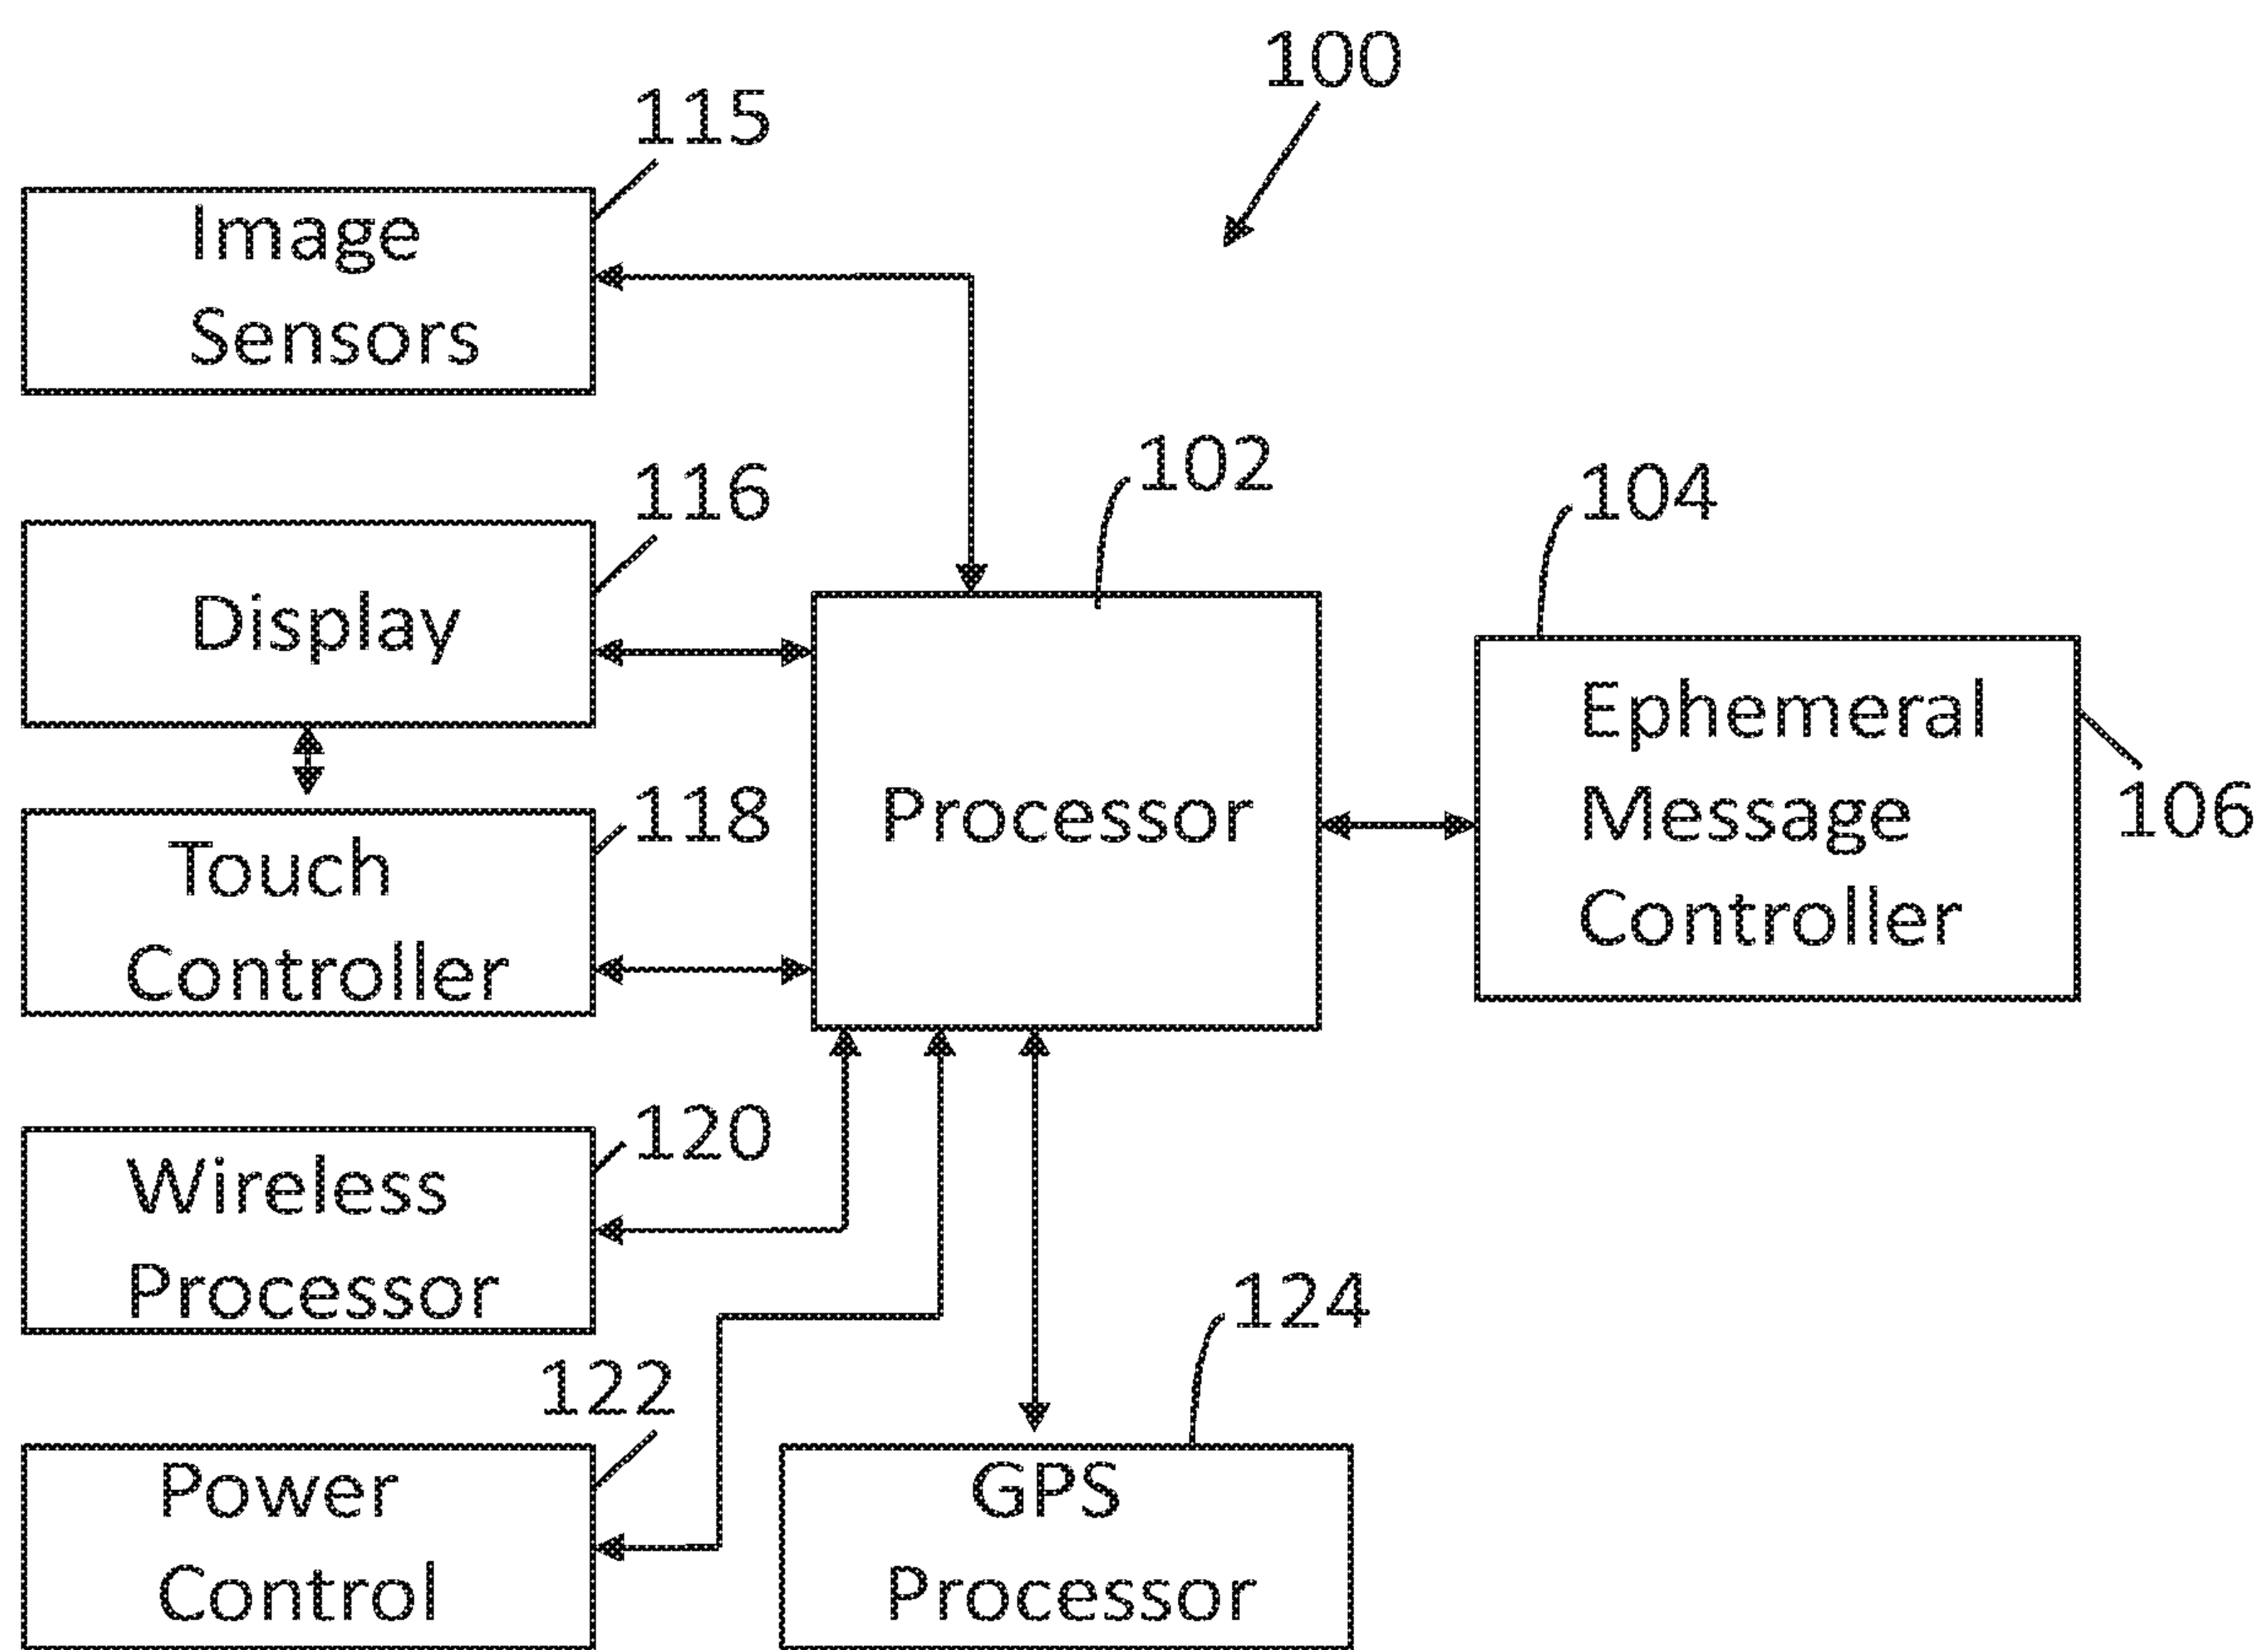 100
115
Image
Sensors
102
104
116
Display
Ephemeral
Message
Controller
106
118
Touch
Controller
Processor
120
Wireless
Processor
124
122
Power
Control
GPS
Processor